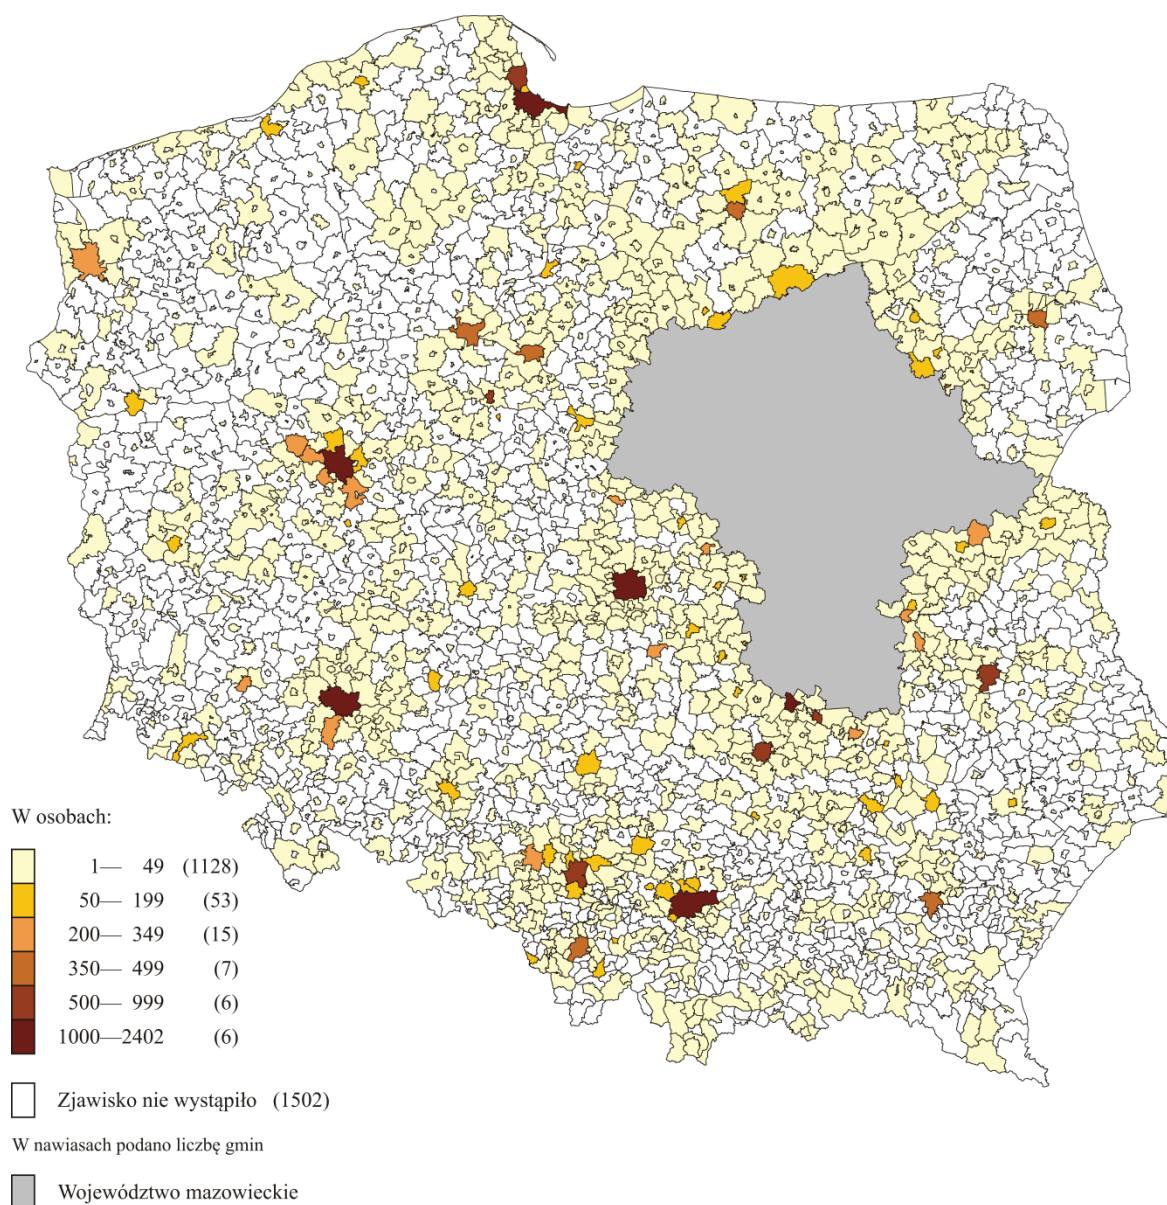 W osobach:
1— 49 (1128)
50— 199 (53)
200— 349 (15)
350— 499 (7)
500— 999 (6)
1000—2402 (6)
Zjawisko nie wystąpiło (1502)
W nawiasach podano liczbę gmin
Województwo mazowieckie